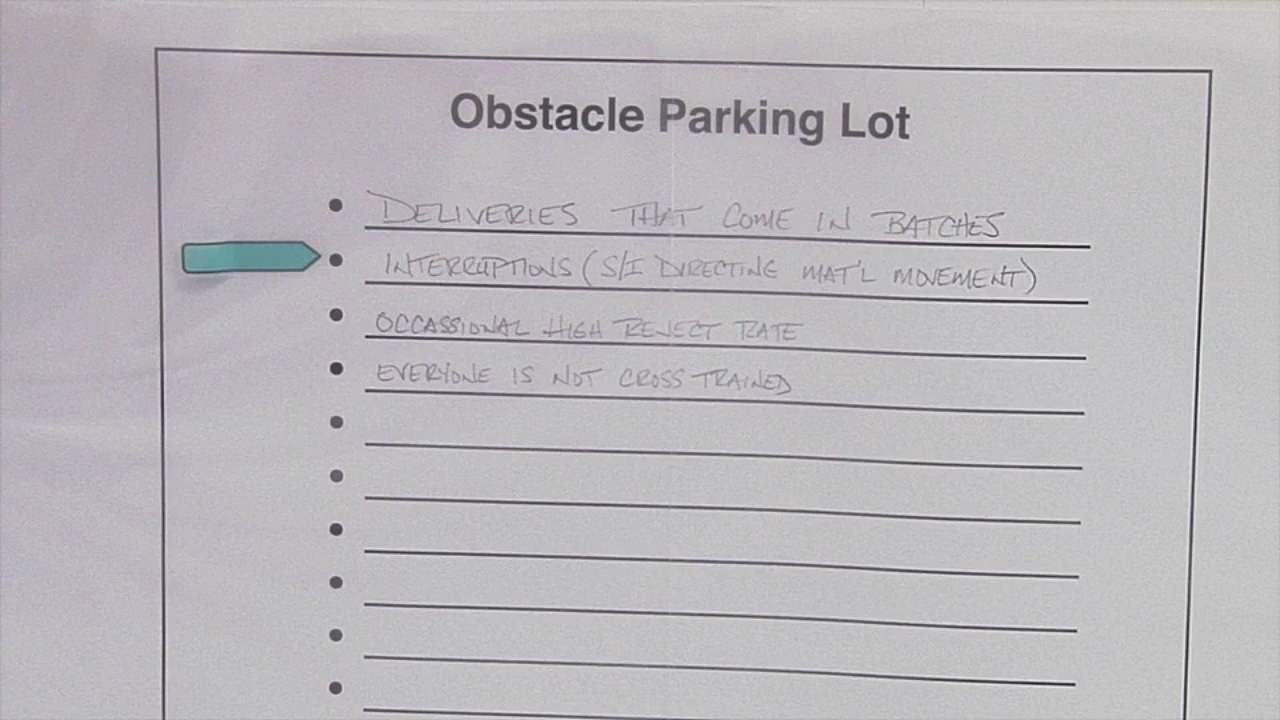 Obstacle Parking Lot
• DELIVERIES THAT COME IN BATCHES
• INTERRUPTIONS (S/I DIRECTING MAT'L MOVEMENT)
• OCCASSIONAL HIGH REJECT RATE
• EVERYONE IS NOT CROSS TRAINED